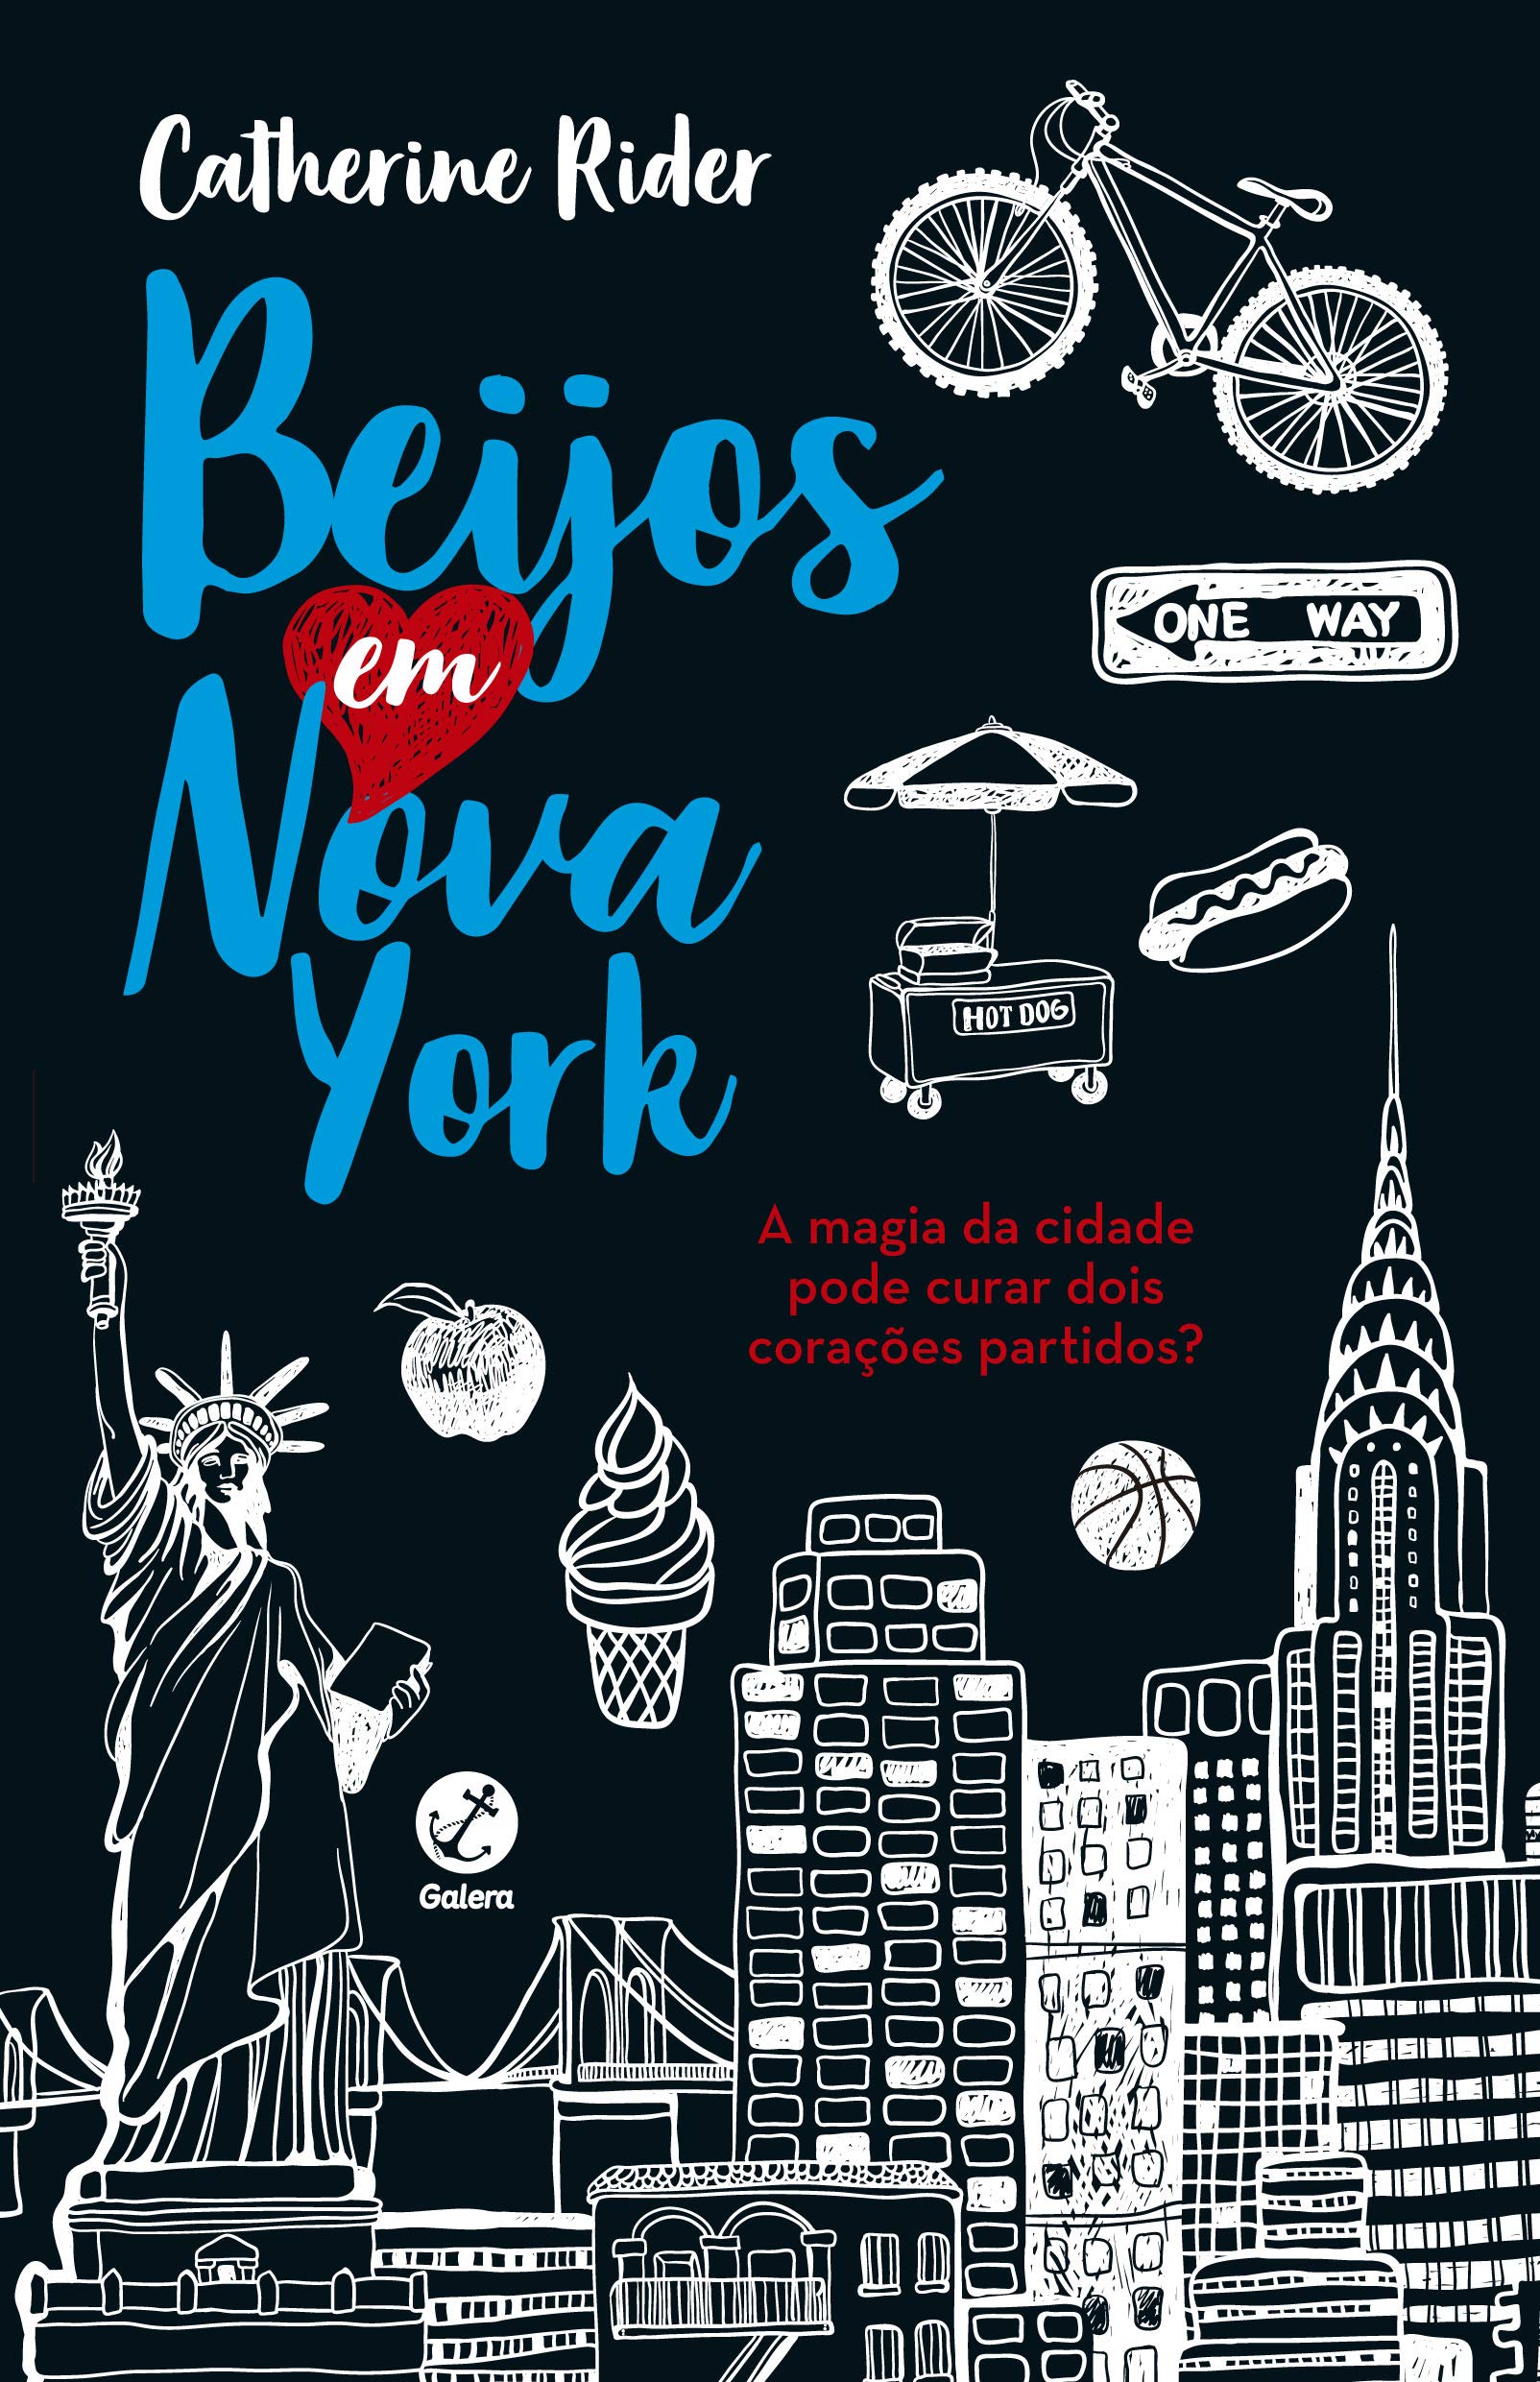 Catherine Rider
Beijos
em
Nova
York
ONE WAY
HOT DOG
A magia da cidade
pode curar dois
corações partidos?
Galera